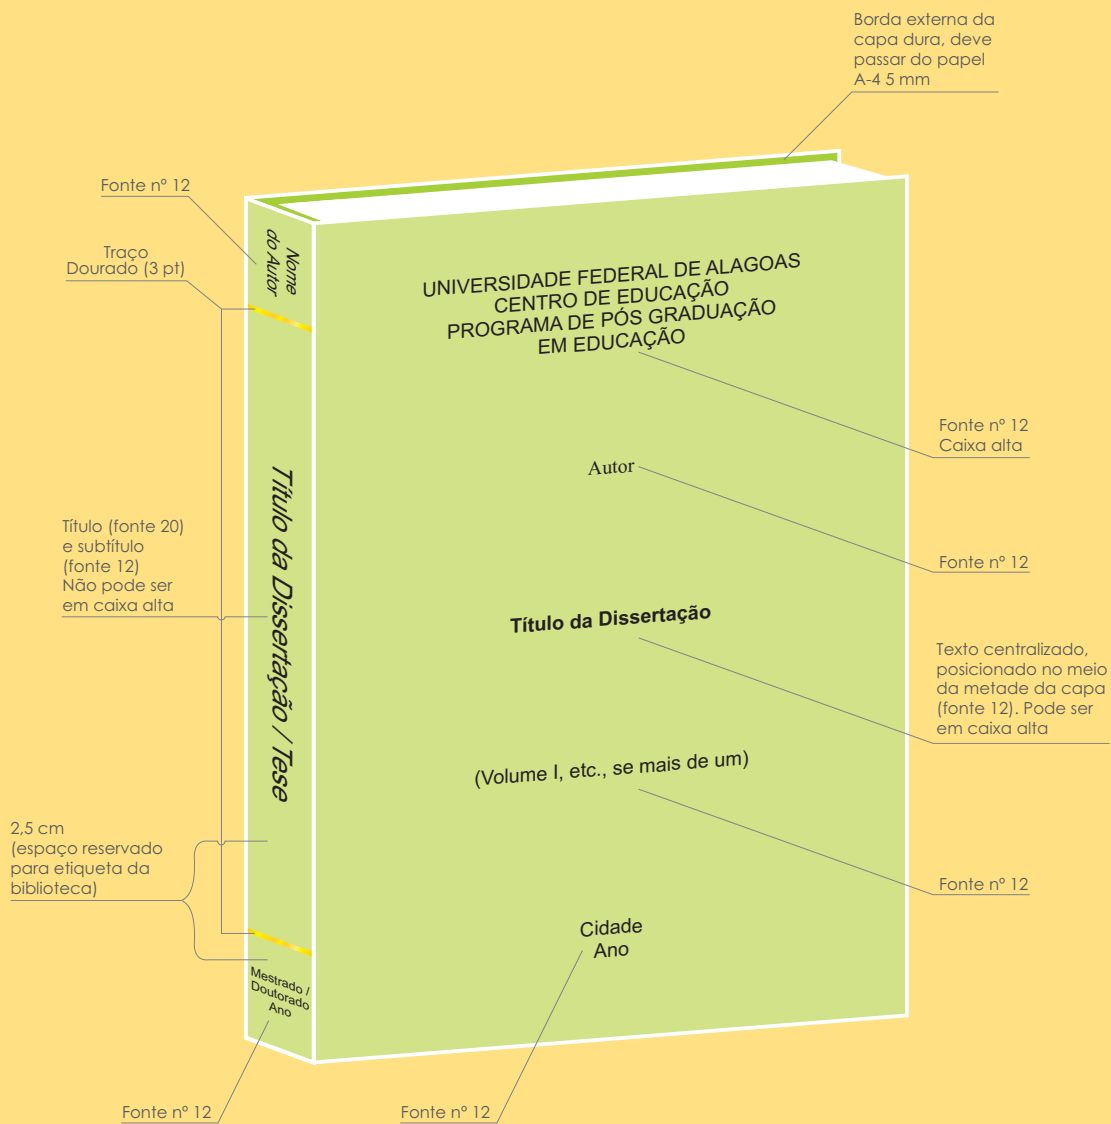 Borda externa da
capa dura, deve
passar do papel
A-4 5 mm
Fonte nº 12
Traço
Dourado (3 pt)
Nome
do Autor
UNIVERSIDADE FEDERAL DE ALAGOAS
CENTRO DE EDUCAÇÃO
PROGRAMA DE PÓS GRADUAÇÃO
EM EDUCAÇÃO
Fonte nº 12
Caixa alta
Autor
Título (fonte 20)
e subtítulo
(fonte 12)
Não pode ser
em caixa alta
Título da Dissertação / Tese
Fonte nº 12
Título da Dissertação
Texto centralizado,
posicionado no meio
da metade da capa
(fonte 12). Pode ser
em caixa alta
(Volume I, etc., se mais de um)
2,5 cm
(espaço reservado
para etiqueta da
biblioteca)
Fonte nº 12
Cidade
Ano
Mestrado /
Doutorado
Ano
Fonte nº 12
Fonte nº 12